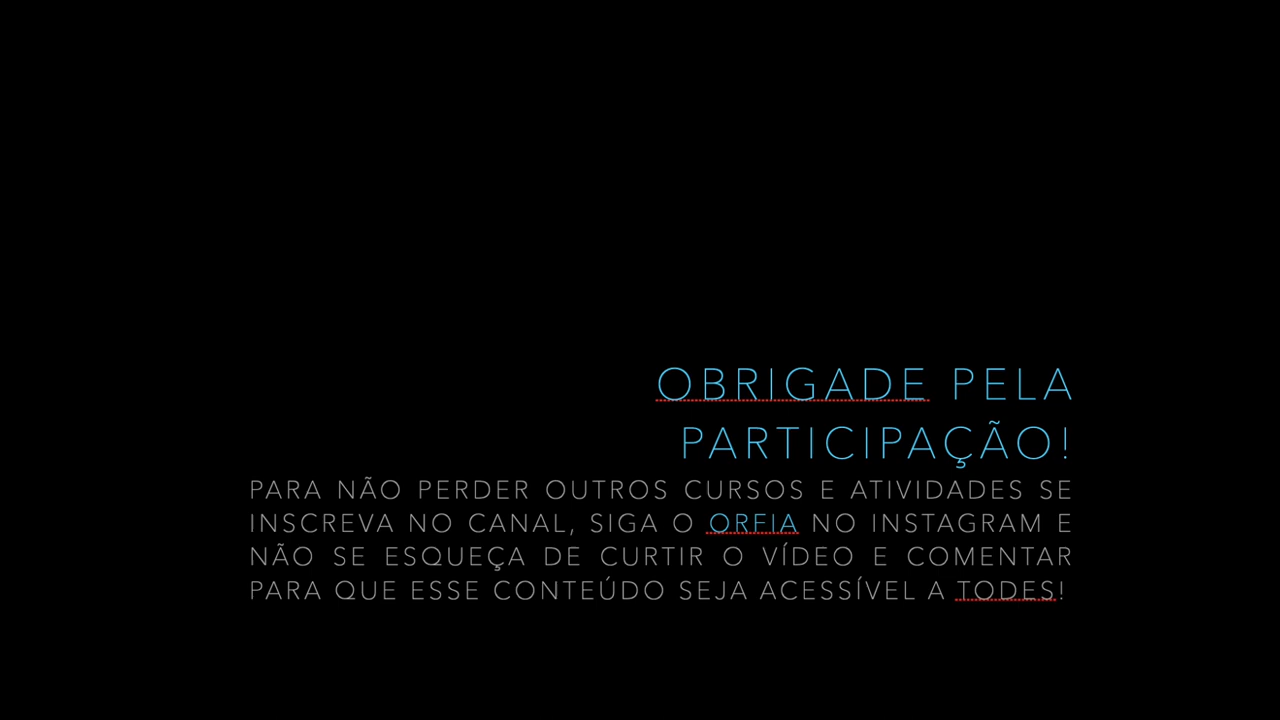 OBRIGADE PELA
PARTICIPAÇÃO!
PARA NÃO PERDER OUTROS CURSOS E ATIVIDADES SE
INSCREVA NO CANAL, SIGA O OREIA NO INSTAGRAM E
NÃO SE ESQUEÇA DE CURTIR O VÍDEO E COMENTAR
PARA QUE ESSE CONTEÚDO SEJA ACESSÍVEL A TODES!